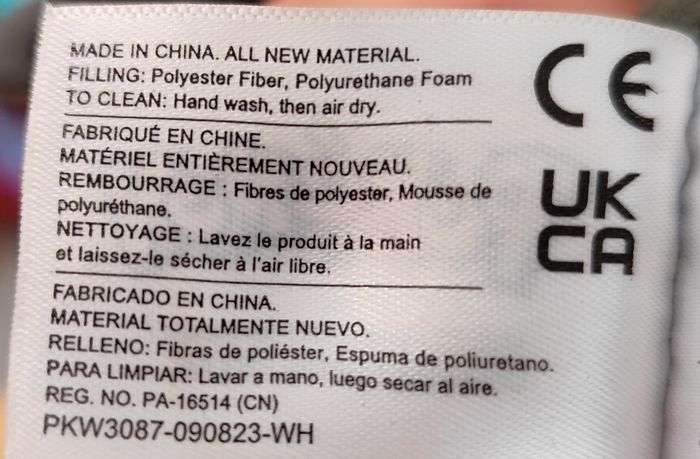 MADE IN CHINA. ALL NEW MATERIAL.
FILLING: Polyester Fiber, Polyurethane Foam
TO CLEAN: Hand wash, then air dry.
FABRIQUÉ EN CHINE.
MATÉRIEL ENTIÈREMENT NOUVEAU.
REMBOURRAGE : Fibres de polyester, Mousse de
polyuréthane.
NETTOYAGE : Lavez le produit à la main
et laissez-le sécher à l'air libre.
FABRICADO EN CHINA.
MATERIAL TOTALMENTE NUEVO.
RELLENO: Fibras de poliéster, Espuma de poliuretano.
PARA LIMPIAR: Lavar a mano, luego secar al aire.
REG. NO. PA-16514 (CN)
PKW3087-090823-WH
CE
UK
CA